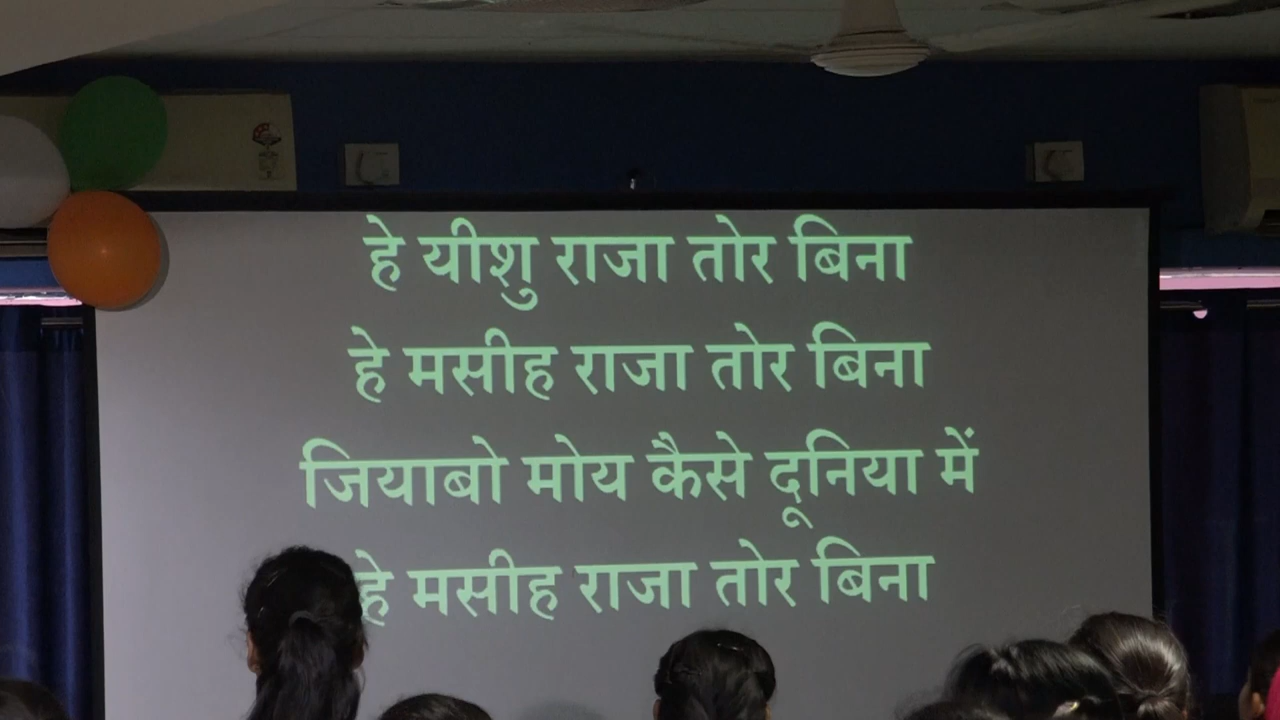 हे यीशु राजा तोर बिना
हे मसीह राजा तोर बिना
जियाबो मोय कैसे दूनिया में
हे मसीह राजा तोर बिना